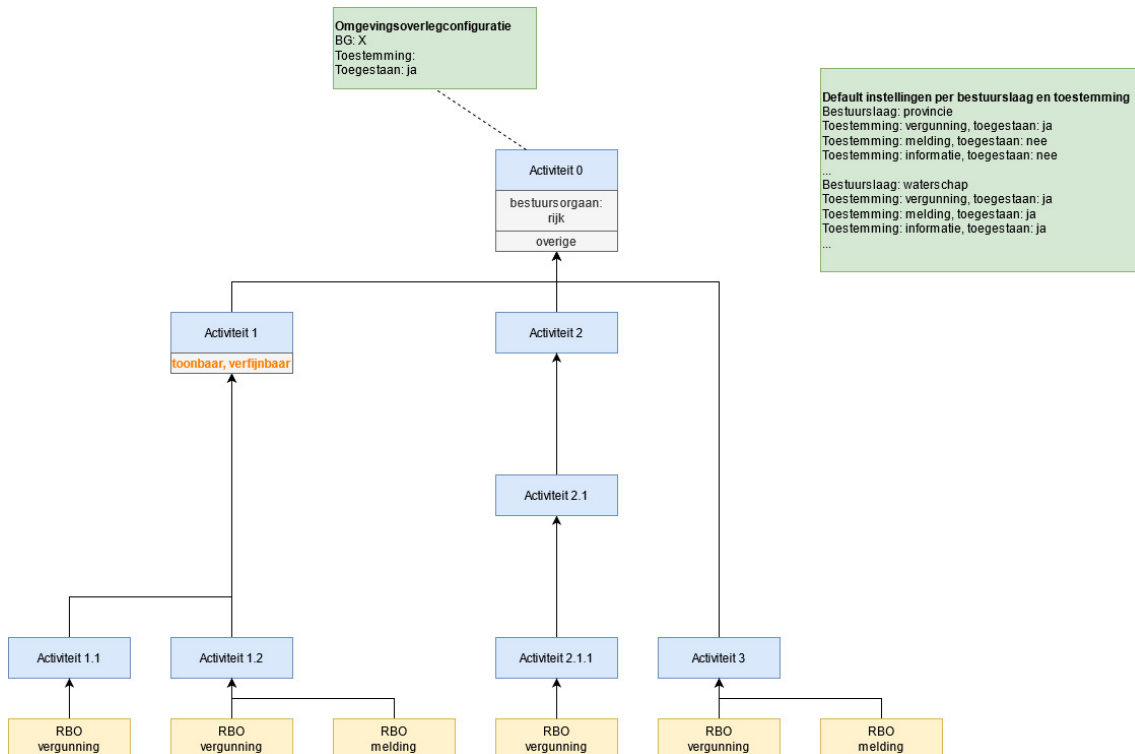 Omgevingsoverlegconfiguratie
BG: X
Toestemming:
Toegestaan: ja
Default instellingen per bestuurslaag en toestemming
Bestuurslaag: provincie
Toestemming: vergunning, toegestaan: ja
Toestemming: melding, toegestaan: nee
Toestemming: informatie, toegestaan: nee
...
Bestuurslaag: waterschap
Toestemming: vergunning, toegestaan: ja
Toestemming: melding, toegestaan: ja
Toestemming: informatie, toegestaan: ja
...
Activiteit 0
bestuursorgaan:
rijk
overige
Activiteit 1
toonbaar, verfijnbaar
Activiteit 2
Activiteit 2.1
Activiteit 1.1
Activiteit 1.2
Activiteit 2.1.1
Activiteit 3
RBO
vergunning
RBO
vergunning
RBO
melding
RBO
vergunning
RBO
vergunning
RBO
melding